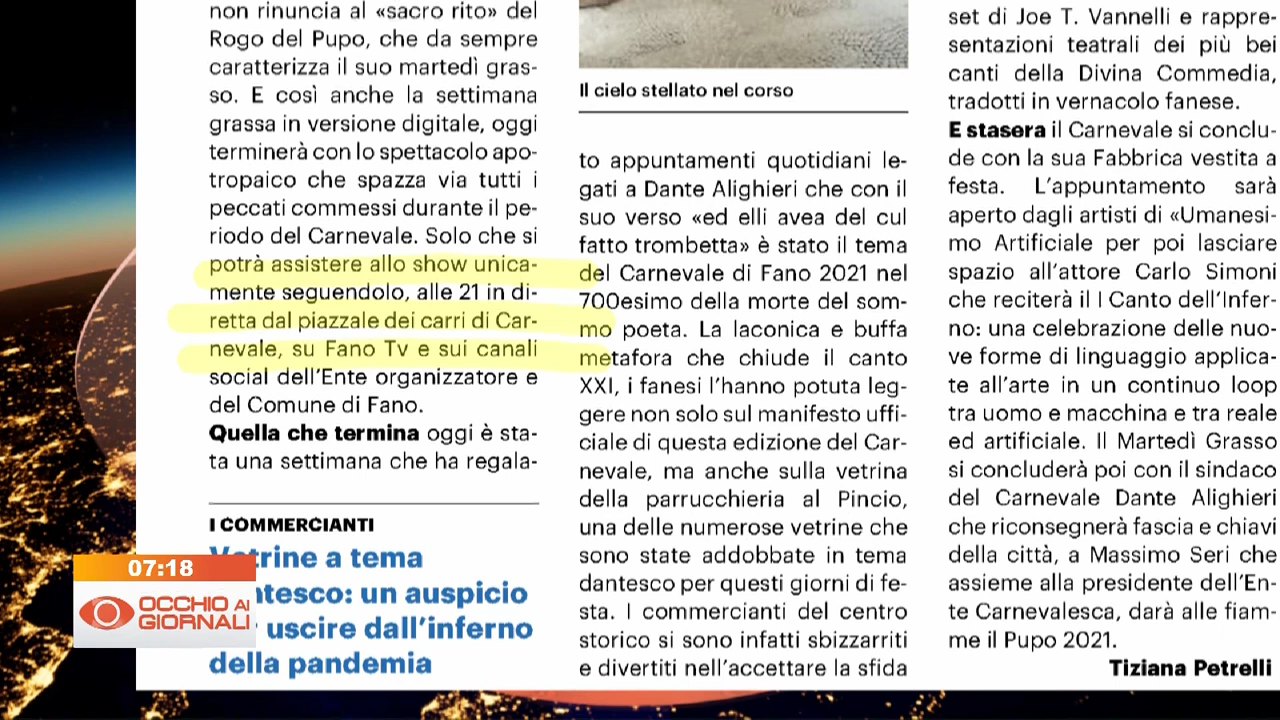 non rinuncia al «sacro rito» del
Rogo del Pupo, che da sempre
caratterizza il suo martedì gras-
so. E così anche la settimana
grassa in versione digitale, oggi
terminerà con lo spettacolo apo-
tropaico che spazza via tutti i
peccati commessi durante il pe-
riodo del Carnevale. Solo che si
potrà assistere allo show unica-
mente seguendolo, alle 21 in di-
retta dal piazzale dei carri di Car-
nevale, su Fano Tv e sui canali
social dell'Ente organizzatore e
del Comune di Fano.
Quella che termina oggi è sta-
ta una settimana che ha regala-
I COMMERCIANTI
Vetrine a tema
ntesco: un auspicio
r uscire dall'inferno
della pandemia
07:18
OCCHIO AI
GIORNALI
Il cielo stellato nel corso
to appuntamenti quotidiani le-
gati a Dante Alighieri che con il
suo verso «ed elli avea del cul
fatto trombetta» è stato il tema
del Carnevale di Fano 2021 nel
700esimo della morte del som-
mo poeta. La laconica e buffa
metafora che chiude il canto
XXI, i fanesi l'hanno potuta leg-
gere non solo sul manifesto uffi-
ciale di questa edizione del Car-
nevale, ma anche sulla vetrina
della parrucchieria al Pincio,
una delle numerose vetrine che
sono state addobbate in tema
dantesco per questi giorni di fe-
sta. I commercianti del centro
storico si sono infatti sbizzarriti
e divertiti nell'accettare la sfida
set di Joe T. Vannelli e rappre-
sentazioni teatrali dei più bei
canti della Divina Commedia,
tradotti in vernacolo fanese.
E stasera il Carnevale si conclu-
de con la sua Fabbrica vestita a
festa. L'appuntamento sarà
aperto dagli artisti di «Umanesi-
mo Artificiale per poi lasciare
spazio all'attore Carlo Simoni
che reciterà il I Canto dell'Infer-
no: una celebrazione delle nuo-
ve forme di linguaggio applica-
te all'arte in un continuo loop
tra uomo e macchina e tra reale
ed artificiale. Il Martedì Grasso
si concluderà poi con il sindaco
del Carnevale Dante Alighieri
che riconsegnerà fascia e chiavi
della città, a Massimo Seri che
assieme alla presidente dell'En-
te Carnevalesca, darà alle fiam-
me il Pupo 2021.
Tiziana Petrelli